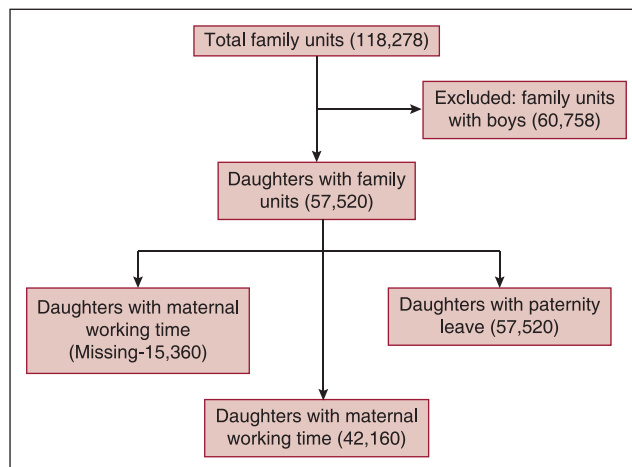 Total family units (118,278)
Excluded: family units
with boys (60,758)
Daughters with family
units (57,520)
Daughters with maternal
working time
(Missing-15,360)
Daughters with paternity
leave (57,520)
Daughters with maternal
working time (42,160)